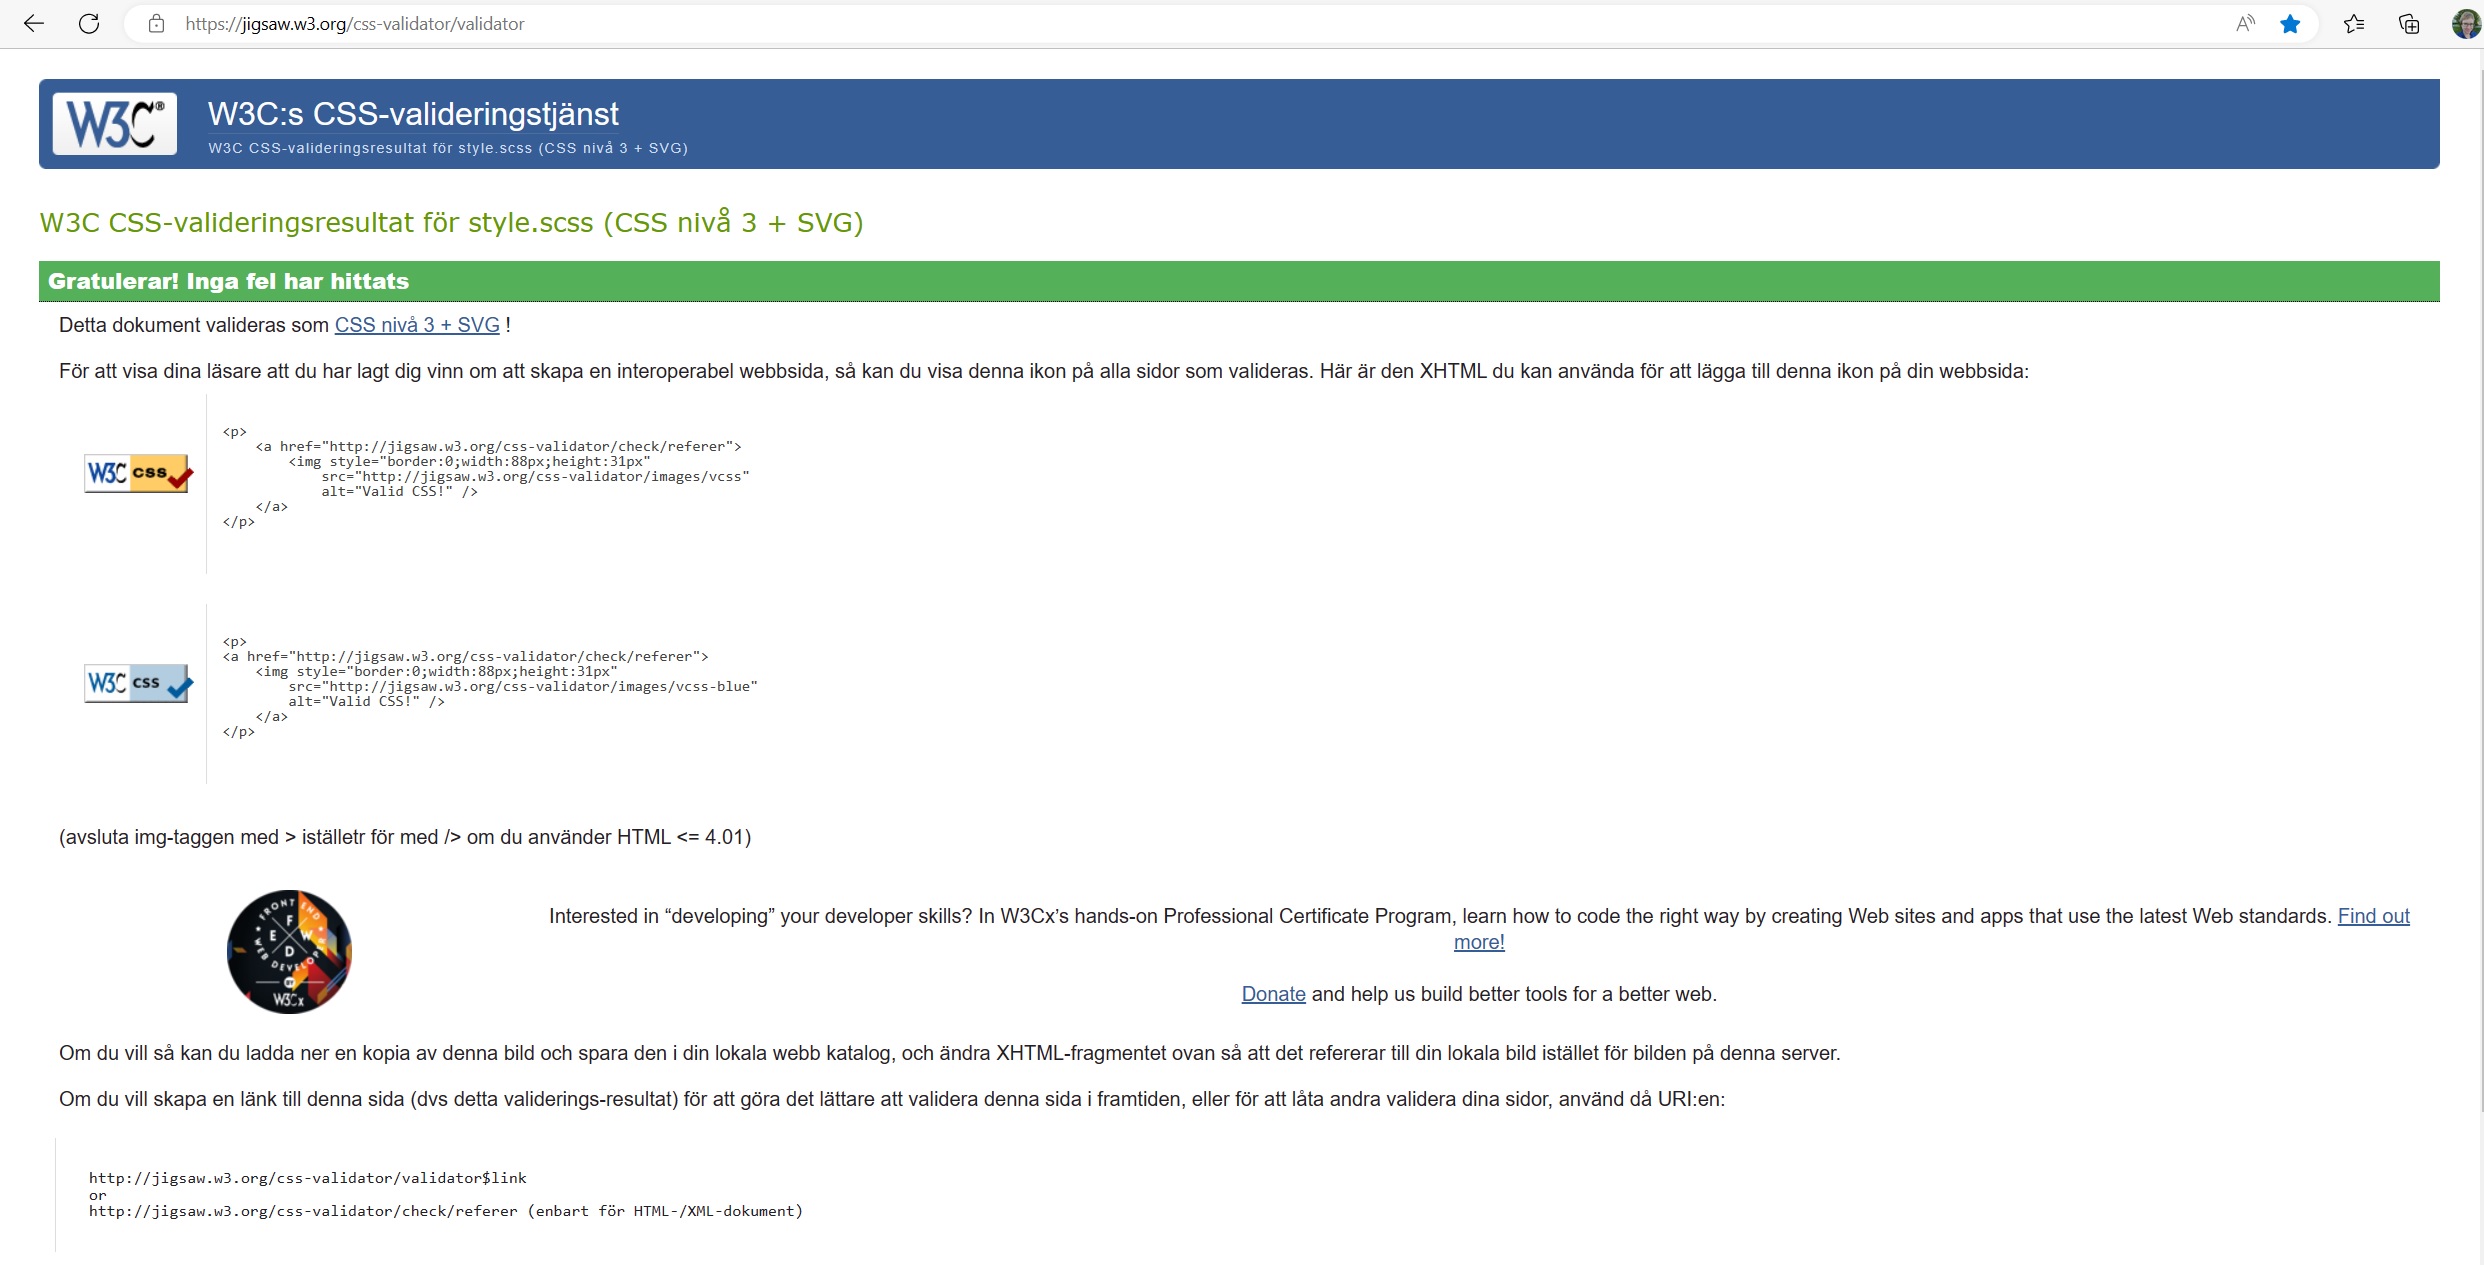 https://jigsaw.w3.org/css-validator/validator
W3C®
W3C:s CSS-valideringstjänst
W3C CSS-valideringsresultat för style.scss (CSS nivå 3 + SVG)
W3C CSS-valideringsresultat för style.scss (CSS nivå 3 + SVG)
Gratulerar! Inga fel har hittats
Detta dokument valideras som CSS nivå 3 + SVG !
För att visa dina läsare att du har lagt dig vinn om att skapa en interoperabel webbsida, så kan du visa denna ikon på alla sidor som valideras. Här är den XHTML du kan använda för att lägga till denna ikon på din webbsida:
W3C css
<p>
<a href="http://jigsaw.w3.org/css-validator/check/referer">
<img style="border:0;width:88px;height:31px"
src="http://jigsaw.w3.org/css-validator/images/vcss"
alt="Valid CSS!" />
</a>
</p>
W3C css
<p>
<a href="http://jigsaw.w3.org/css-validator/check/referer">
<img style="border:0;width:88px;height:31px"
src="http://jigsaw.w3.org/css-validator/images/vcss-blue"
alt="Valid CSS!" />
</a>
</p>
(avsluta img-taggen med > iställetr för med /> om du använder HTML <= 4.01)
FRONT END
F E W D
WEB DEVELOP
BY
W3Cx
Interested in “developing” your developer skills? In W3Cx’s hands-on Professional Certificate Program, learn how to code the right way by creating Web sites and apps that use the latest Web standards. Find out
more!
Donate and help us build better tools for a better web.
Om du vill så kan du ladda ner en kopia av denna bild och spara den i din lokala webb katalog, och ändra XHTML-fragmentet ovan så att det refererar till din lokala bild istället för bilden på denna server.
Om du vill skapa en länk till denna sida (dvs detta validerings-resultat) för att göra det lättare att validera denna sida i framtiden, eller för att låta andra validera dina sidor, använd då URI:en:
http://jigsaw.w3.org/css-validator/validator$link
or
http://jigsaw.w3.org/css-validator/check/referer (enbart för HTML-/XML-dokument)